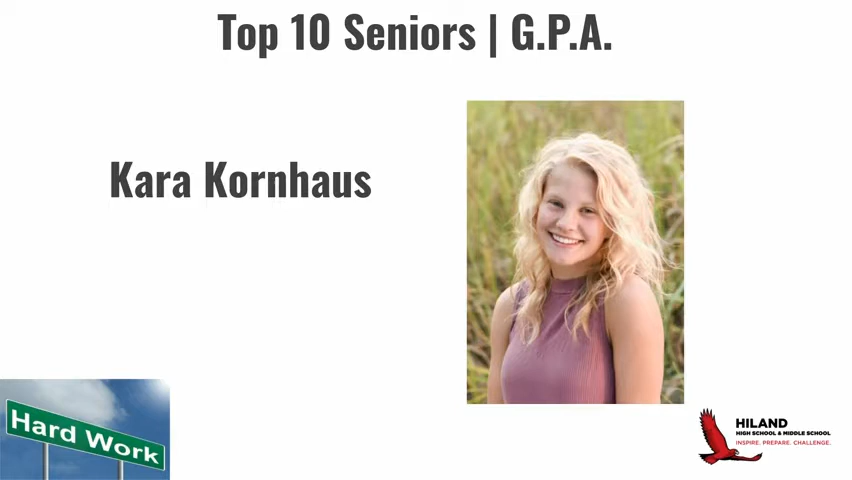 Top 10 Seniors | G.P.A.
Kara Kornhaus
Hard Work
HILAND
HIGH SCHOOL & MIDDLE SCHOOL
INSPIRE. PREPARE. CHALLENGE.